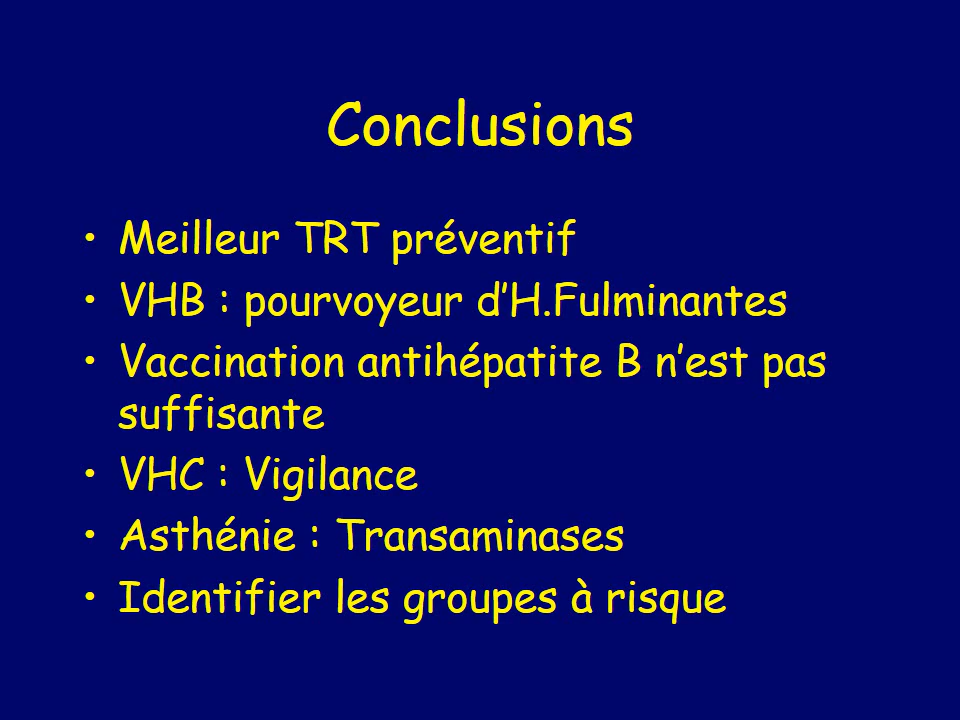 Conclusions
• Meilleur TRT préventif
• VHB : pourvoyeur d’H.Fulminantes
• Vaccination antihépatite B n’est pas
suffisante
• VHC : Vigilance
• Asthénie : Transaminases
• Identifier les groupes à risque